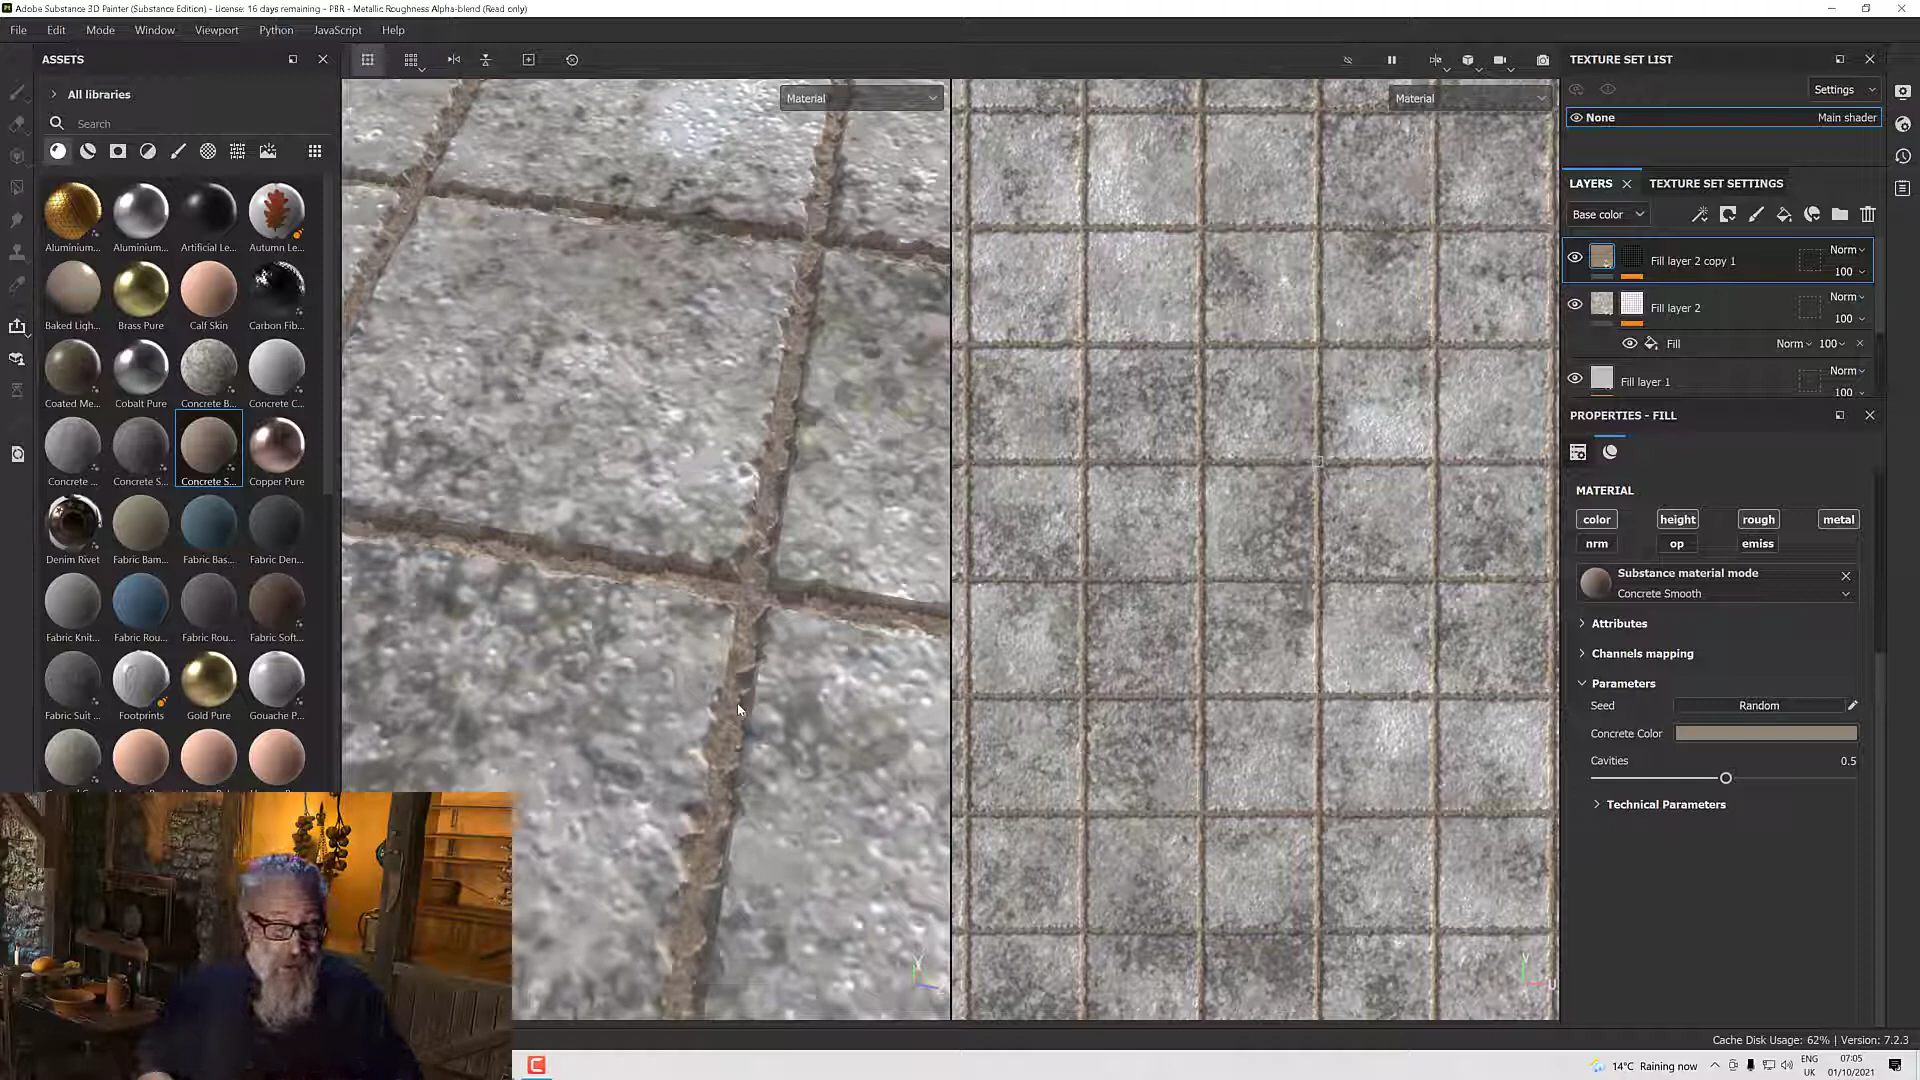 Adobe Substance 3D Painter (Substance Edition) - License: 16 days remaining - PBR - Metallic Roughness Alpha-blend (Read only)
File Edit Mode Window Viewport Python JavaScript Help
ASSETS
All libraries
Search
Aluminium... Aluminium... Artificial Le... Autumn Le...
Baked Ligh... Brass Pure Calf Skin Carbon Fib...
Coated Me... Cobalt Pure Concrete B... Concrete C...
Concrete ... Concrete S... Concrete S... Copper Pure
Denim Rivet Fabric Bam... Fabric Bas... Fabric Den...
Fabric Knit... Fabric Rou... Fabric Rou... Fabric Soft...
Fabric Suit ... Footprints Gold Pure Gouache P...
Material
Material
Y
TEXTURE SET LIST
Settings
None Main shader
LAYERS TEXTURE SET SETTINGS
Base color
Fill layer 2 copy 1 Norm 100
Fill layer 2 Norm 100
Fill Norm 100
Fill layer 1 Norm 100
PROPERTIES - FILL
MATERIAL
color height rough metal
nrm op emiss
Substance material mode
Concrete Smooth
Attributes
Channels mapping
Parameters
Seed Random
Concrete Color
Cavities 0.5
Technical Parameters
Cache Disk Usage: 62% | Version: 7.2.3
14°C Raining now
ENG
UK
07:05
01/10/2021